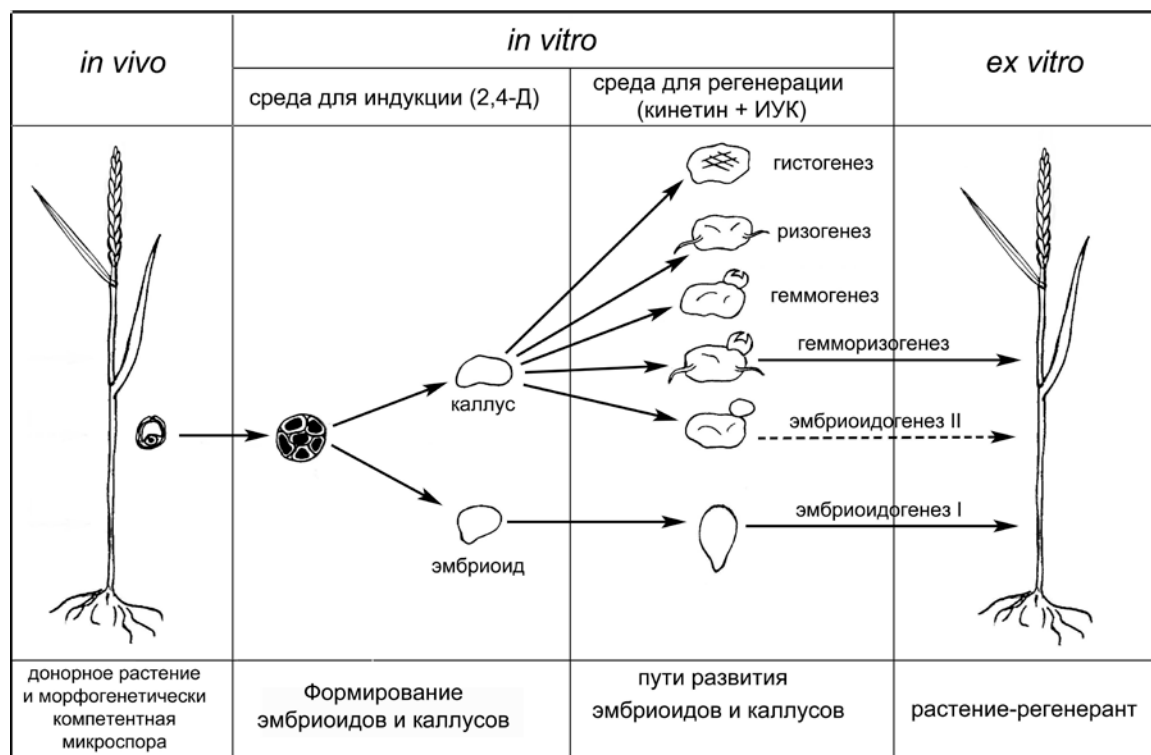 in vivo
in vitro
ex vitro
среда для индукции (2,4-Д)
среда для регенерации
(кинетин + ИУК)
гистогенез
ризогенез
геммогенез
гемморизогенез
каллус
эмбриоидогенез II
эмбриоидогенез I
эмбриоид
донорное растение
и морфогенетически
компетентная
микроспора
Формирование
эмбриоидов и каллусов
пути развития
эмбриоидов и каллусов
растение-регенерант